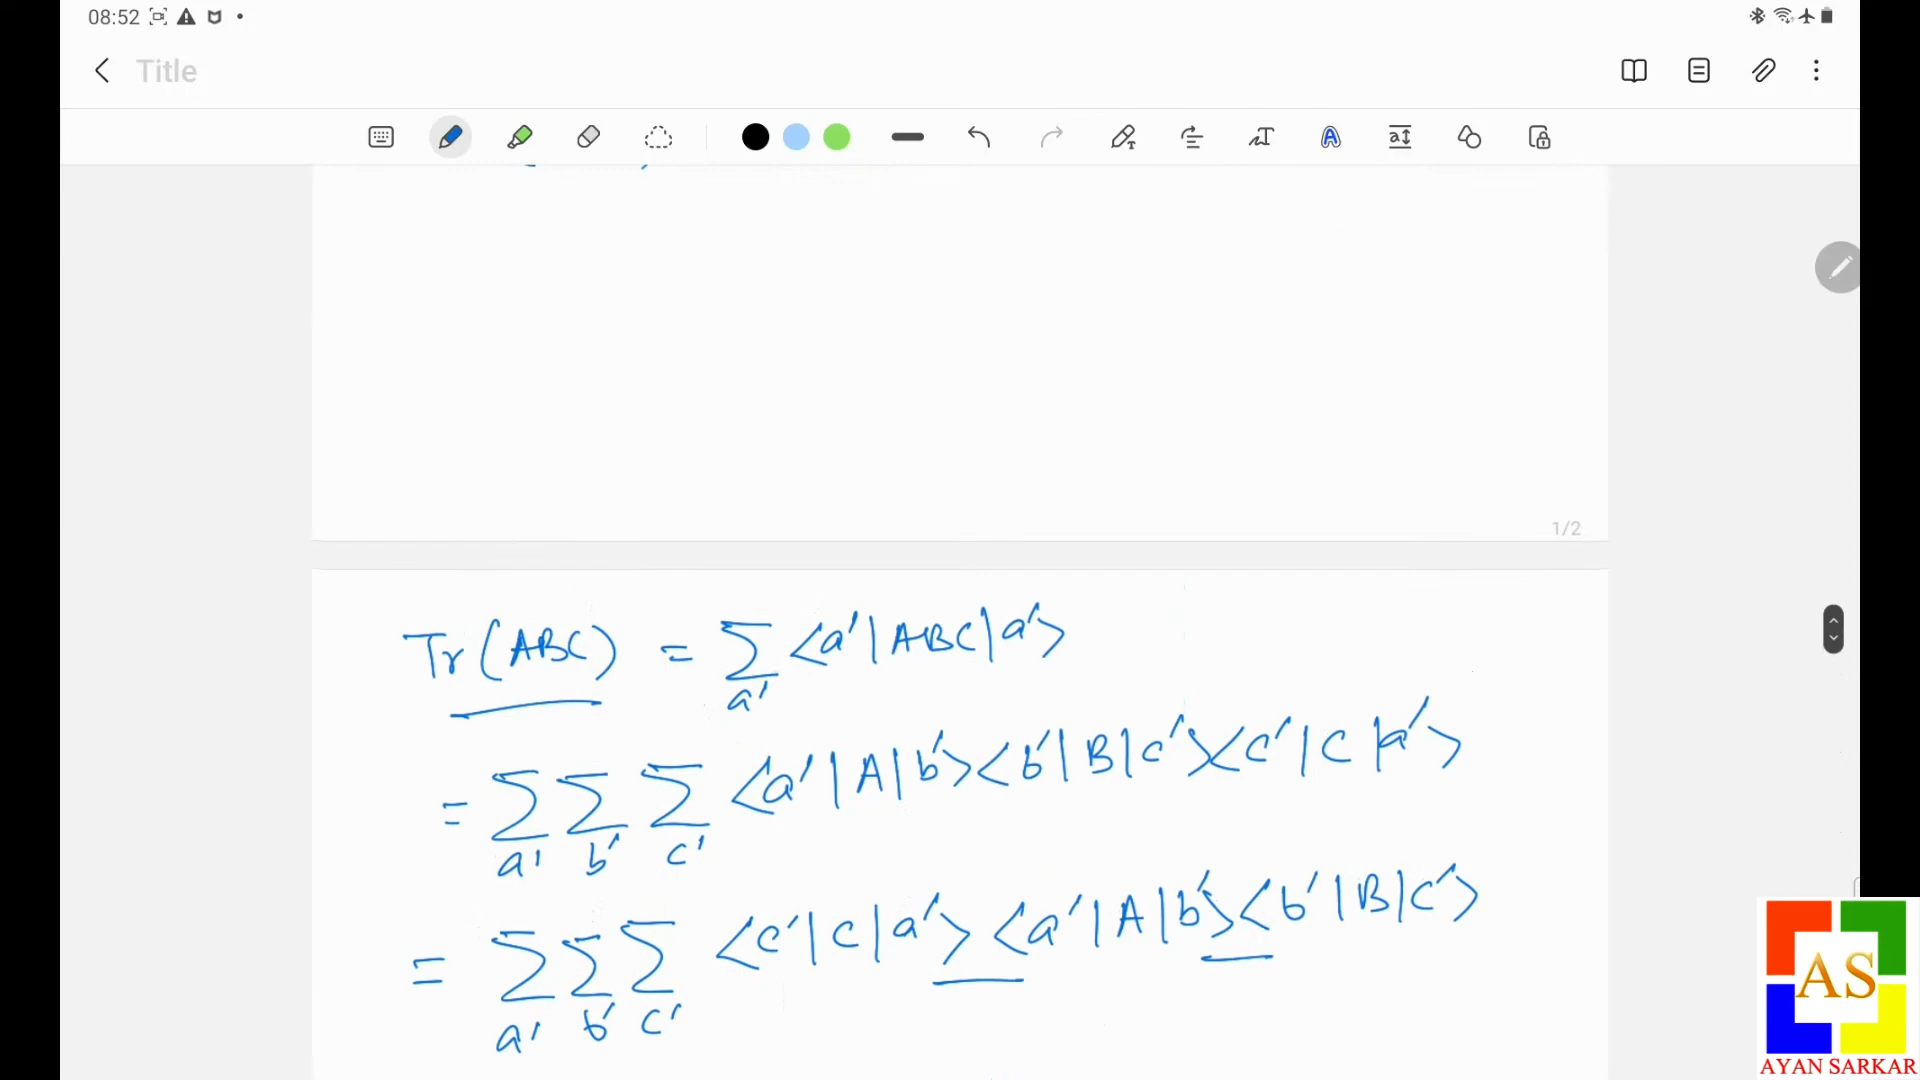 08:52
Title
1/2
Tr(ABC) = ∑a' <a'|ABC|a'>
= ∑a' ∑b' ∑c' <a'|A|b'><b'|B|c'><c'|C|a'>
= ∑a' ∑b' ∑c' <c'|C|a'><a'|A|b'><b'|B|c'>
AS
AYAN SARKAR